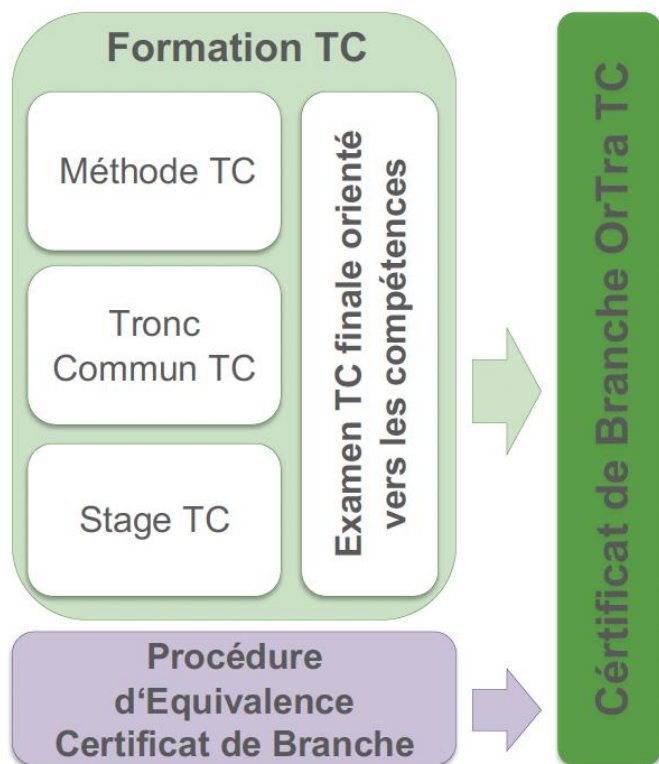 Formation TC
Méthode TC
Tronc
Commun TC
Stage TC
Examen TC finale orienté
vers les compétences
Procédure
d‘Equivalence
Certificat de Branche
Cértificat de Branche OrTra TC